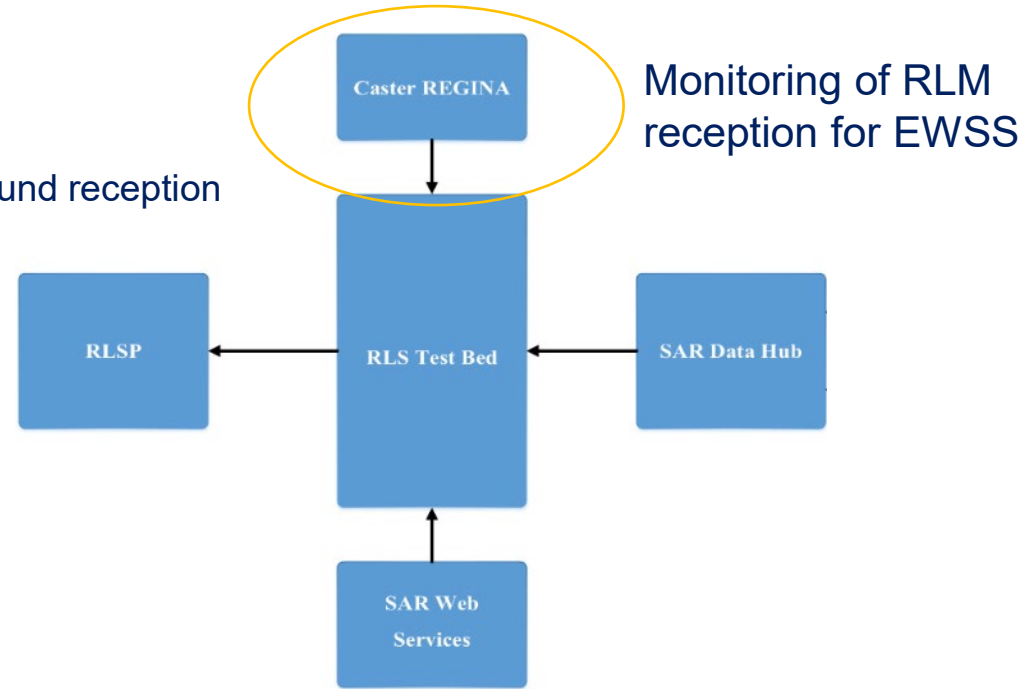 Caster REGINA
Monitoring of RLM
reception for EWSS
reception
RLSP
RLS Test Bed
SAR Data Hub
SAR Web
Services